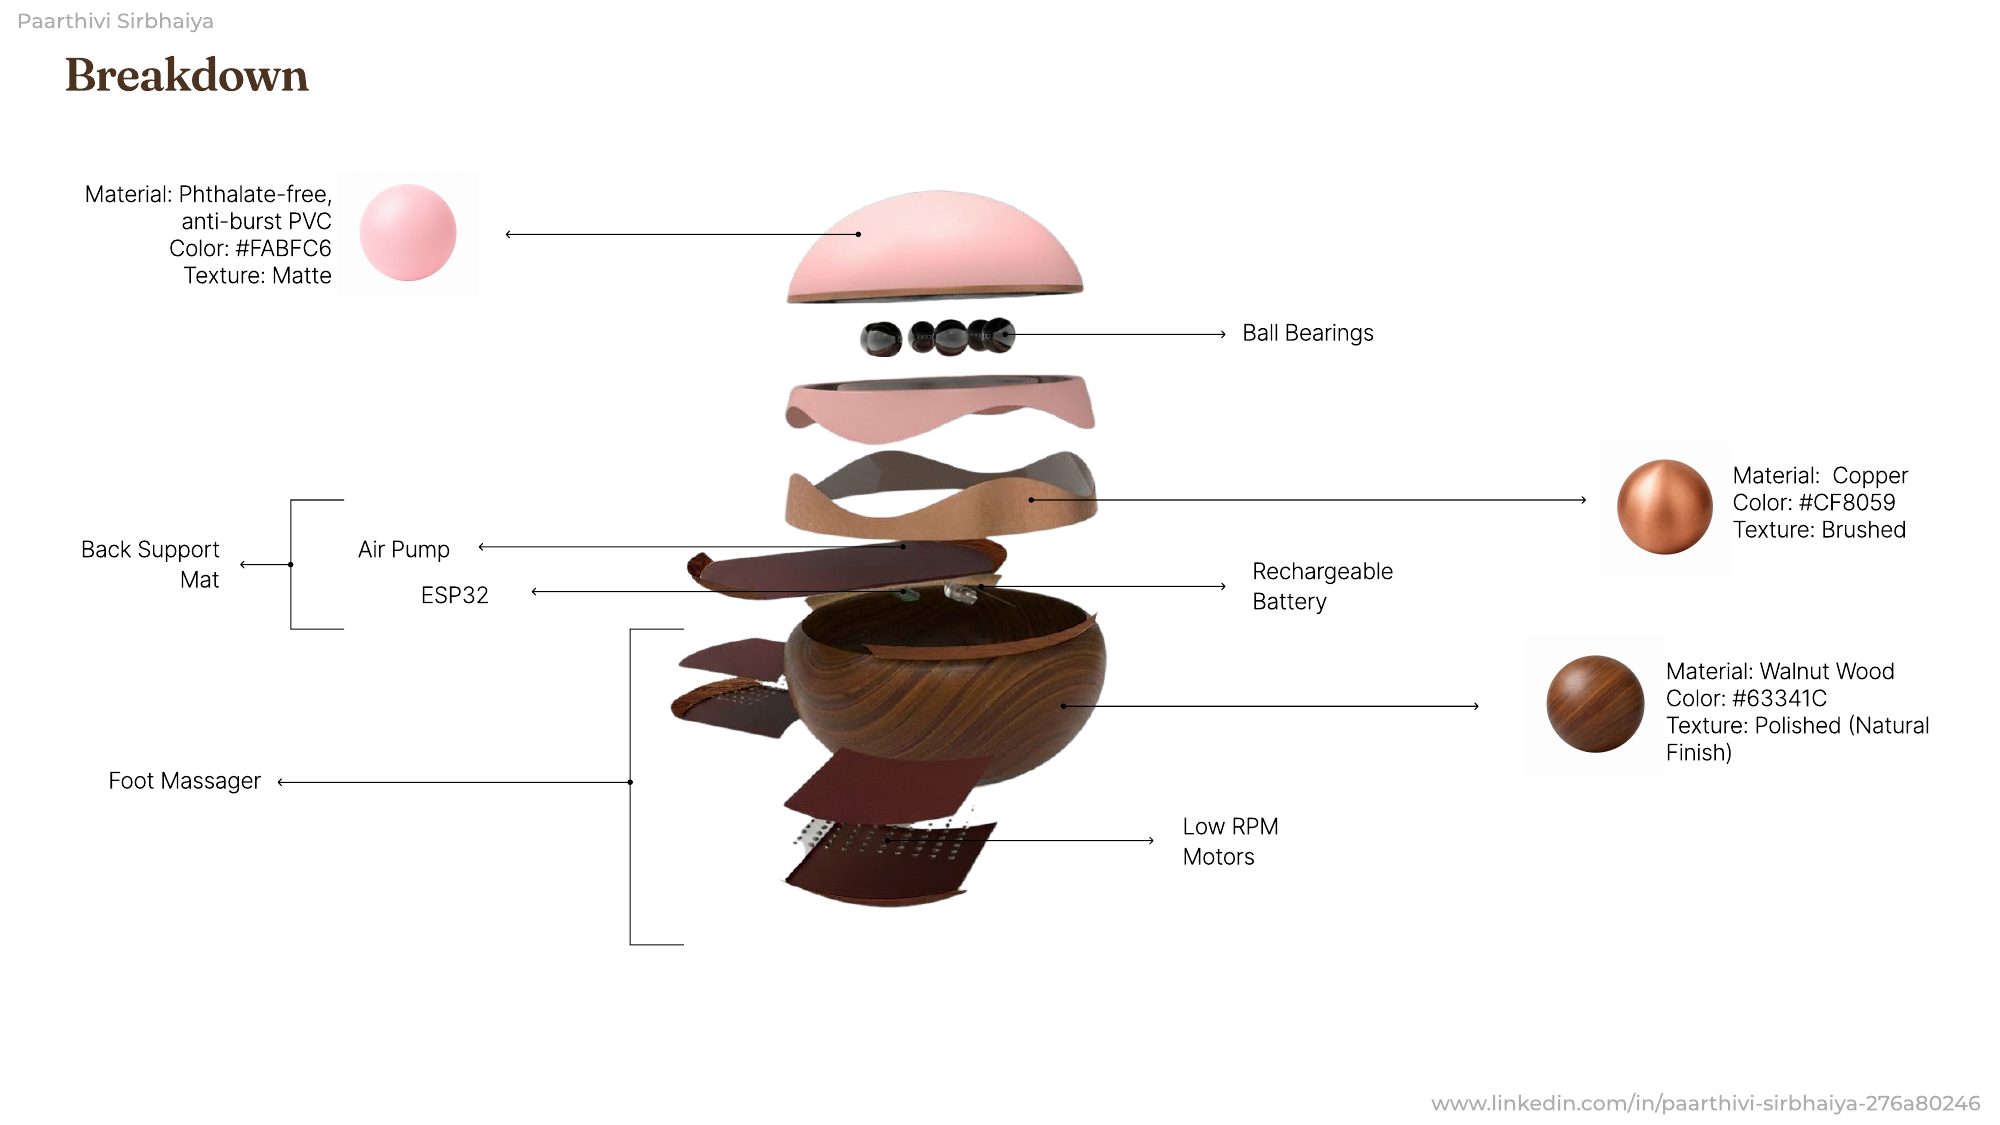 Paarthivi Sirbhaiya
Breakdown
Material: Phthalate-free,
anti-burst PVC
Color: #FABFC6
Texture: Matte
Ball Bearings
Material:  Copper
Color: #CF8059
Texture: Brushed
Back Support
Mat
Air Pump
ESP32
Rechargeable
Battery
Material: Walnut Wood
Color: #63341C
Texture: Polished (Natural
Finish)
Foot Massager
Low RPM
Motors
www.linkedin.com/in/paarthivi-sirbhaiya-276a80246